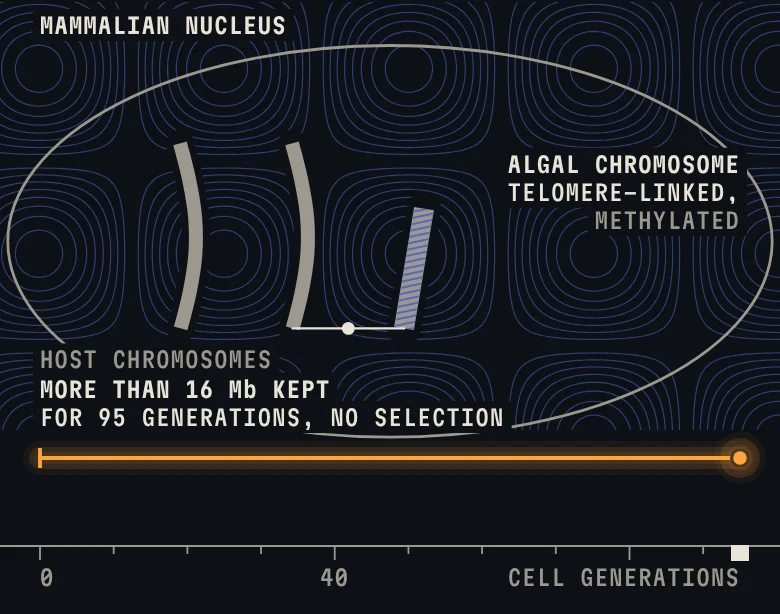 MAMMALIAN NUCLEUS
ALGAL CHROMOSOME
TELOMERE-LINKED,
METHYLATED
HOST CHROMOSOMES
MORE THAN 16 Mb KEPT
FOR 95 GENERATIONS, NO SELECTION
0 40 CELL GENERATIONS